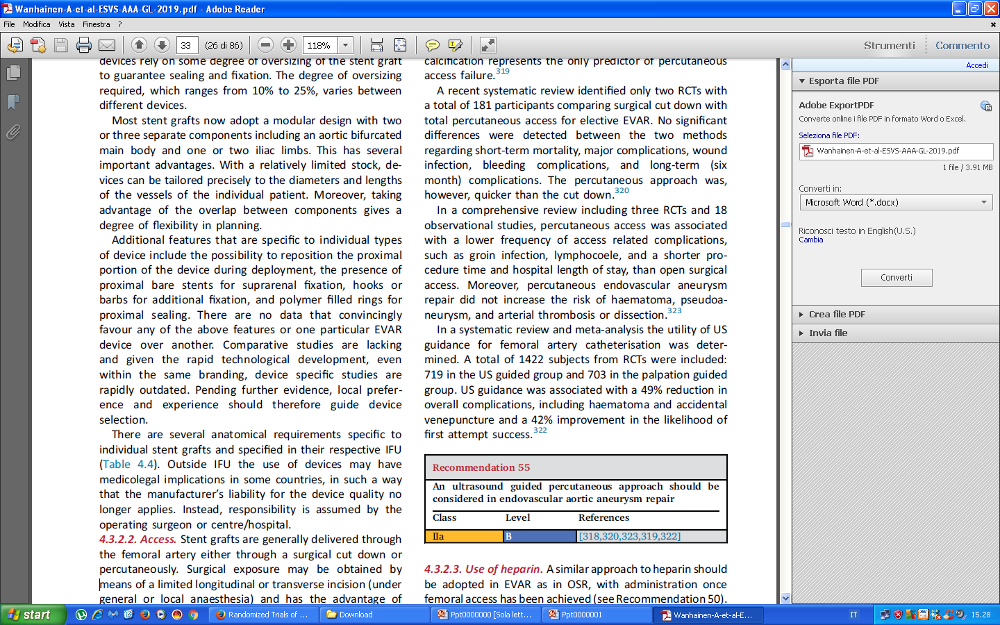 Wanhainen-A-et-al-ESVS-AAA-GL-2019.pdf - Adobe Reader
File Modifica Vista Finestra ?
33 (26 di 86) 118% Strumenti Commento
devices rely on some degree of oversizing of the stent graft
to guarantee sealing and fixation. The degree of oversizing
required, which ranges from 10% to 25%, varies between
different devices.
Most stent grafts now adopt a modular design with two
or three separate components including an aortic bifurcated
main body and one or two iliac limbs. This has several
important advantages. With a relatively limited stock, de-
vices can be tailored precisely to the diameters and lengths
of the vessels of the individual patient. Moreover, taking
advantage of the overlap between components gives a
degree of flexibility in planning.
Additional features that are specific to individual types
of device include the possibility to reposition the proximal
portion of the device during deployment, the presence of
proximal bare stents for suprarenal fixation, hooks or
barbs for additional fixation, and polymer filled rings for
proximal sealing. There are no data that convincingly
favour any of the above features or one particular EVAR
device over another. Comparative studies are lacking
and given the rapid technological development, even
within the same branding, device specific studies are
rapidly outdated. Pending further evidence, local prefer-
ence and experience should therefore guide device
selection.
There are several anatomical requirements specific to
individual stent grafts and specified in their respective IFU
(Table 4.4). Outside IFU the use of devices may have
medicolegal implications in some countries, in such a way
that the manufacturer's liability for the device quality no
longer applies. Instead, responsibility is assumed by the
operating surgeon or centre/hospital.
4.3.2.2. Access. Stent grafts are generally delivered through
the femoral artery either through a surgical cut down or
percutaneously. Surgical exposure may be obtained by
means of a limited longitudinal or transverse incision (under
general or local anaesthesia) and has the advantage of
calcification represents the only predictor of percutaneous
access failure.319
A recent systematic review identified only two RCTs with
a total of 181 participants comparing surgical cut down with
total percutaneous access for elective EVAR. No significant
differences were detected between the two methods
regarding short-term mortality, major complications, wound
infection, bleeding complications, and long-term (six
month) complications. The percutaneous approach was,
however, quicker than the cut down.320
In a comprehensive review including three RCTs and 18
observational studies, percutaneous access was associated
with a lower frequency of access related complications,
such as groin infection, lymphocoele, and a shorter pro-
cedure time and hospital length of stay, than open surgical
access. Moreover, percutaneous endovascular aneurysm
repair did not increase the risk of haematoma, pseudoa-
neurysm, and arterial thrombosis or dissection.323
In a systematic review and meta-analysis the utility of US
guidance for femoral artery catheterisation was deter-
mined. A total of 1422 subjects from RCTs were included:
719 in the US guided group and 703 in the palpation guided
group. US guidance was associated with a 49% reduction in
overall complications, including haematoma and accidental
venepuncture and a 42% improvement in the likelihood of
first attempt success.322
Recommendation 55
An ultrasound guided percutaneous approach should be
considered in endovascular aortic aneurysm repair
Class Level References
IIa B [318,320,323,319,322]
4.3.2.3. Use of heparin. A similar approach to heparin should
be adopted in EVAR as in OSR, with administration once
femoral access has been achieved (see Recommendation 50).
Accedi
Esporta file PDF
Adobe ExportPDF
Converte online i file PDF in formato Word o Excel.
Seleziona file PDF:
Wanhainen-A-et-al-ESVS-AAA-GL-2019.pdf
1 file / 3.91 MB
Converti in:
Microsoft Word (*.docx)
Riconosci testo in English(U.S.)
Cambia
Converti
Crea file PDF
Invia file
start Randomized Trials of ... Download Ppt0000000 [Sola lett... Ppt0000001 Wanhainen-A-et-al-E... IT 15.28